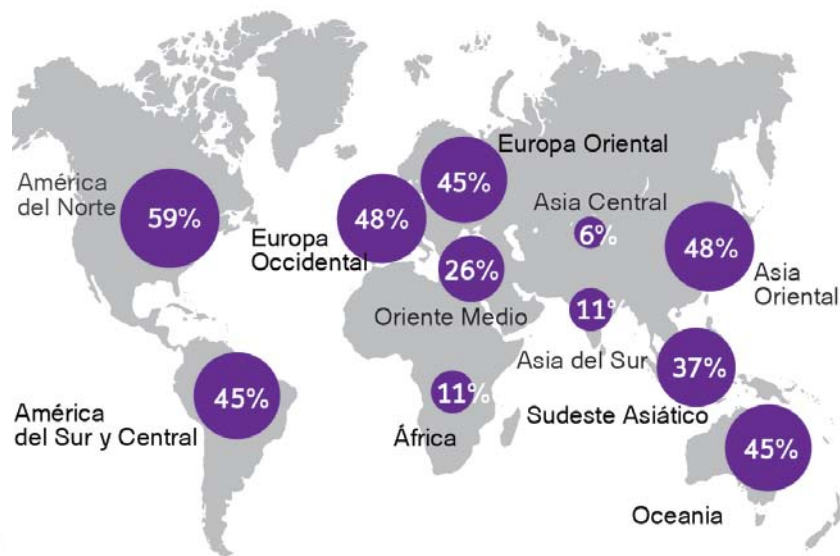 Europa Oriental
45%
América
del Norte
59%
48%
Europa
Occidental
Asia Central
6%
48%
Asia
Oriental
26%
Oriente Medio
11%
Asia del Sur
37%
Sudeste Asiático
45%
América
del Sur y Central
11%
África
45%
Oceania